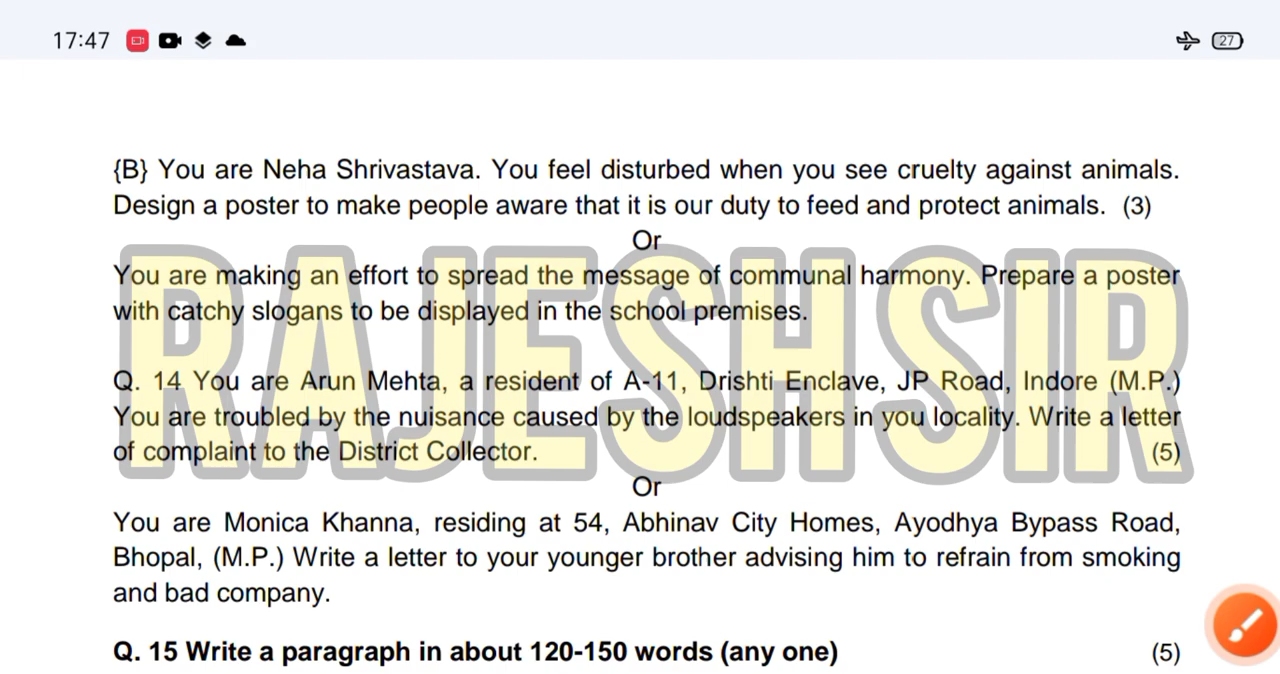 17:47
27
{B} You are Neha Shrivastava. You feel disturbed when you see cruelty against animals.
Design a poster to make people aware that it is our duty to feed and protect animals. (3)
Or
You are making an effort to spread the message of communal harmony. Prepare a poster
with catchy slogans to be displayed in the school premises.
RAJESH SIR
Q. 14 You are Arun Mehta, a resident of A-11, Drishti Enclave, JP Road, Indore (M.P.)
You are troubled by the nuisance caused by the loudspeakers in you locality. Write a letter
of complaint to the District Collector. (5)
Or
You are Monica Khanna, residing at 54, Abhinav City Homes, Ayodhya Bypass Road,
Bhopal, (M.P.) Write a letter to your younger brother advising him to refrain from smoking
and bad company.
Q. 15 Write a paragraph in about 120-150 words (any one) (5)